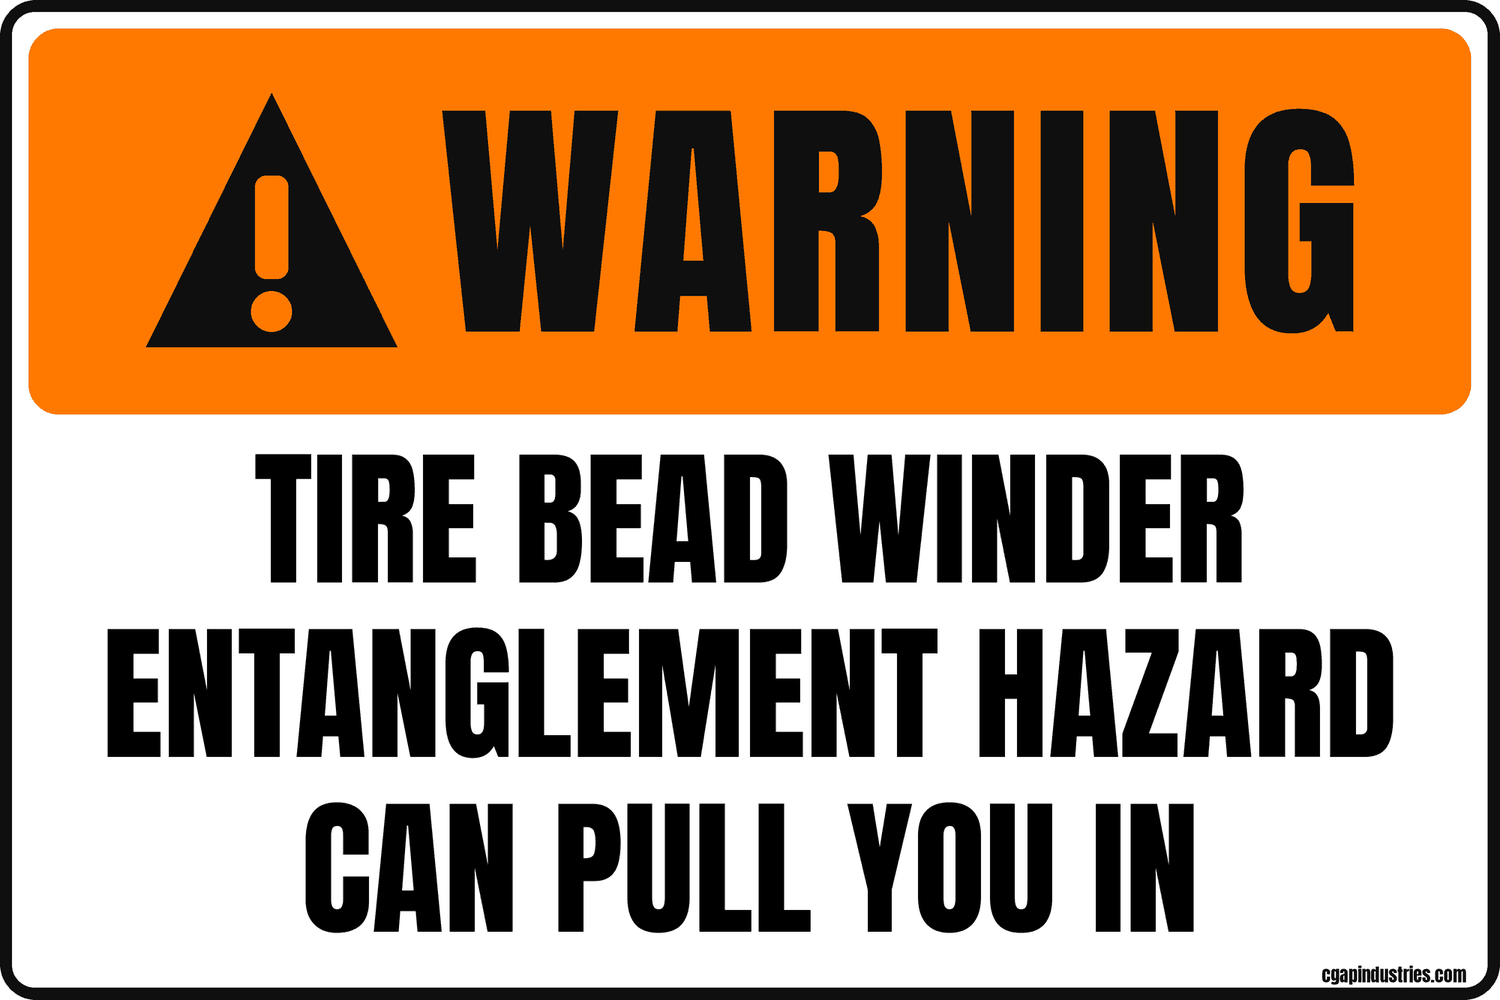 WARNING
TIRE BEAD WINDER
ENTANGLEMENT HAZARD
CAN PULL YOU IN
cgapindustries.com